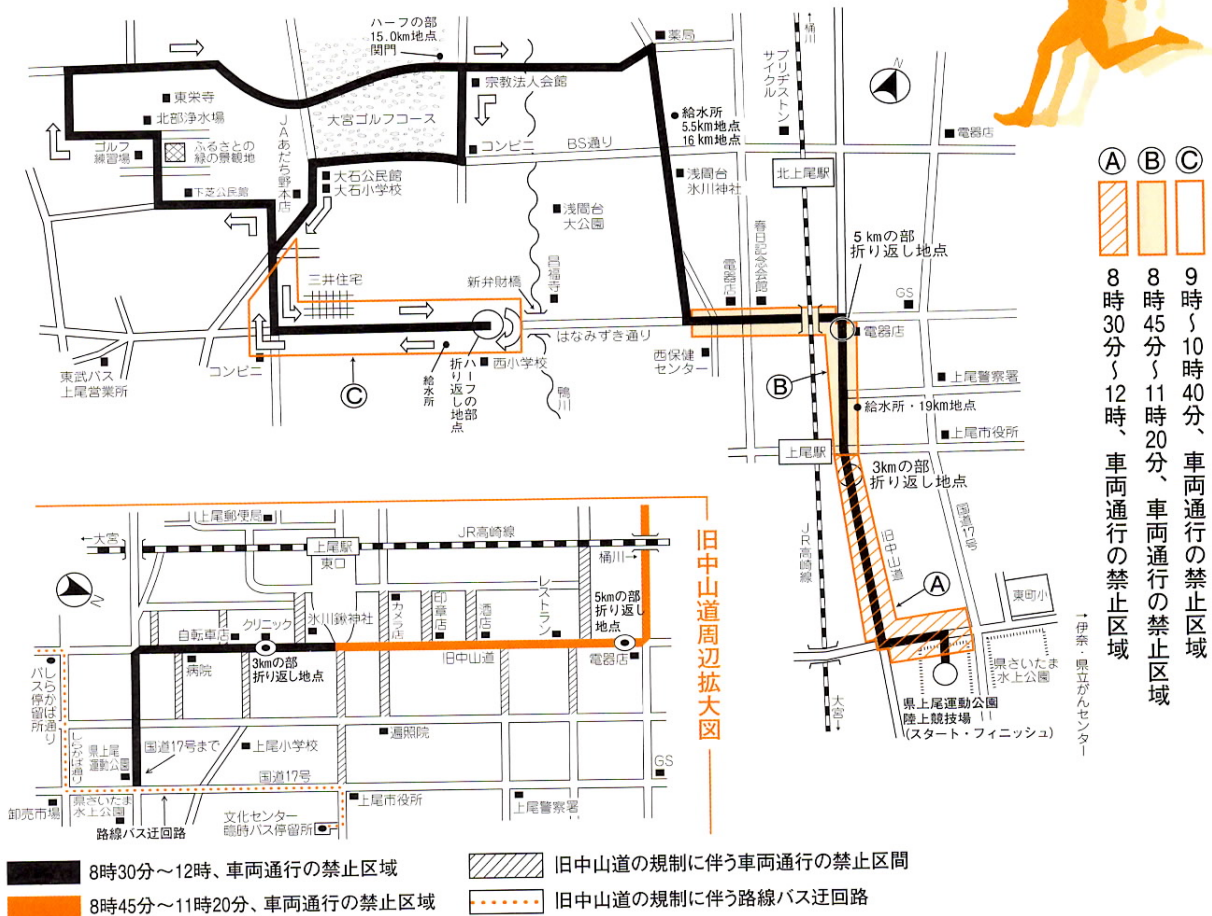 ハーフの部
15.0km地点
関門
薬局
桶川
ブリヂストン
サイクル
N
電器店
東栄寺
北部浄水場
ゴルフ
練習場
ふるさとの
緑の景観地
下芝公民館
JAあだち野本店
大宮ゴルフコース
宗教法人会館
コンビニ
BS通り
給水所
5.5km地点
16km地点
大石公民館
大石小学校
浅間台
大公園
浅間台
氷川神社
北上尾駅
5kmの部
折り返し地点
三井住宅
新弁財橋
昌福寺
電器店
春日記念会館
GS
電器店
はなみずき通り
東武バス
上尾営業所
コンビニ
C
給水所
ハーフの部
折り返し地点
西小学校
鴨川
西保健
センター
B
上尾警察署
給水所・19km地点
上尾市役所
上尾駅
3kmの部
折り返し地点
国道17号
JR高崎線
旧中山道
A
東町小
県さいたま
水上公園
大宮
県上尾運動公園
陸上競技場
(スタート・フィニッシュ)
→伊奈・県立がんセンター
Ⓒ 9時~10時40分、車両通行の禁止区域
Ⓑ 8時45分~11時20分、車両通行の禁止区域
Ⓐ 8時30分~12時、車両通行の禁止区域
旧中山道周辺拡大図
上尾郵便局
←大宮
上尾駅
東口
JR高崎線
桶川→
N
自転車店
クリニック
氷川鍬神社
カメラ店
印章店
酒店
レストラン
5kmの部
折り返し
地点
病院
3kmの部
折り返し地点
旧中山道
電器店
しらかば通り
バス停留所
しらかば通り
県上尾
運動公園
国道17号まで
上尾小学校
遍照院
国道17号
GS
卸売市場
県さいたま
水上公園
路線バス迂回路
文化センター
臨時バス停留所
上尾市役所
上尾警察署
8時30分~12時、車両通行の禁止区域
8時45分~11時20分、車両通行の禁止区域
旧中山道の規制に伴う車両通行の禁止区間
旧中山道の規制に伴う路線バス迂回路